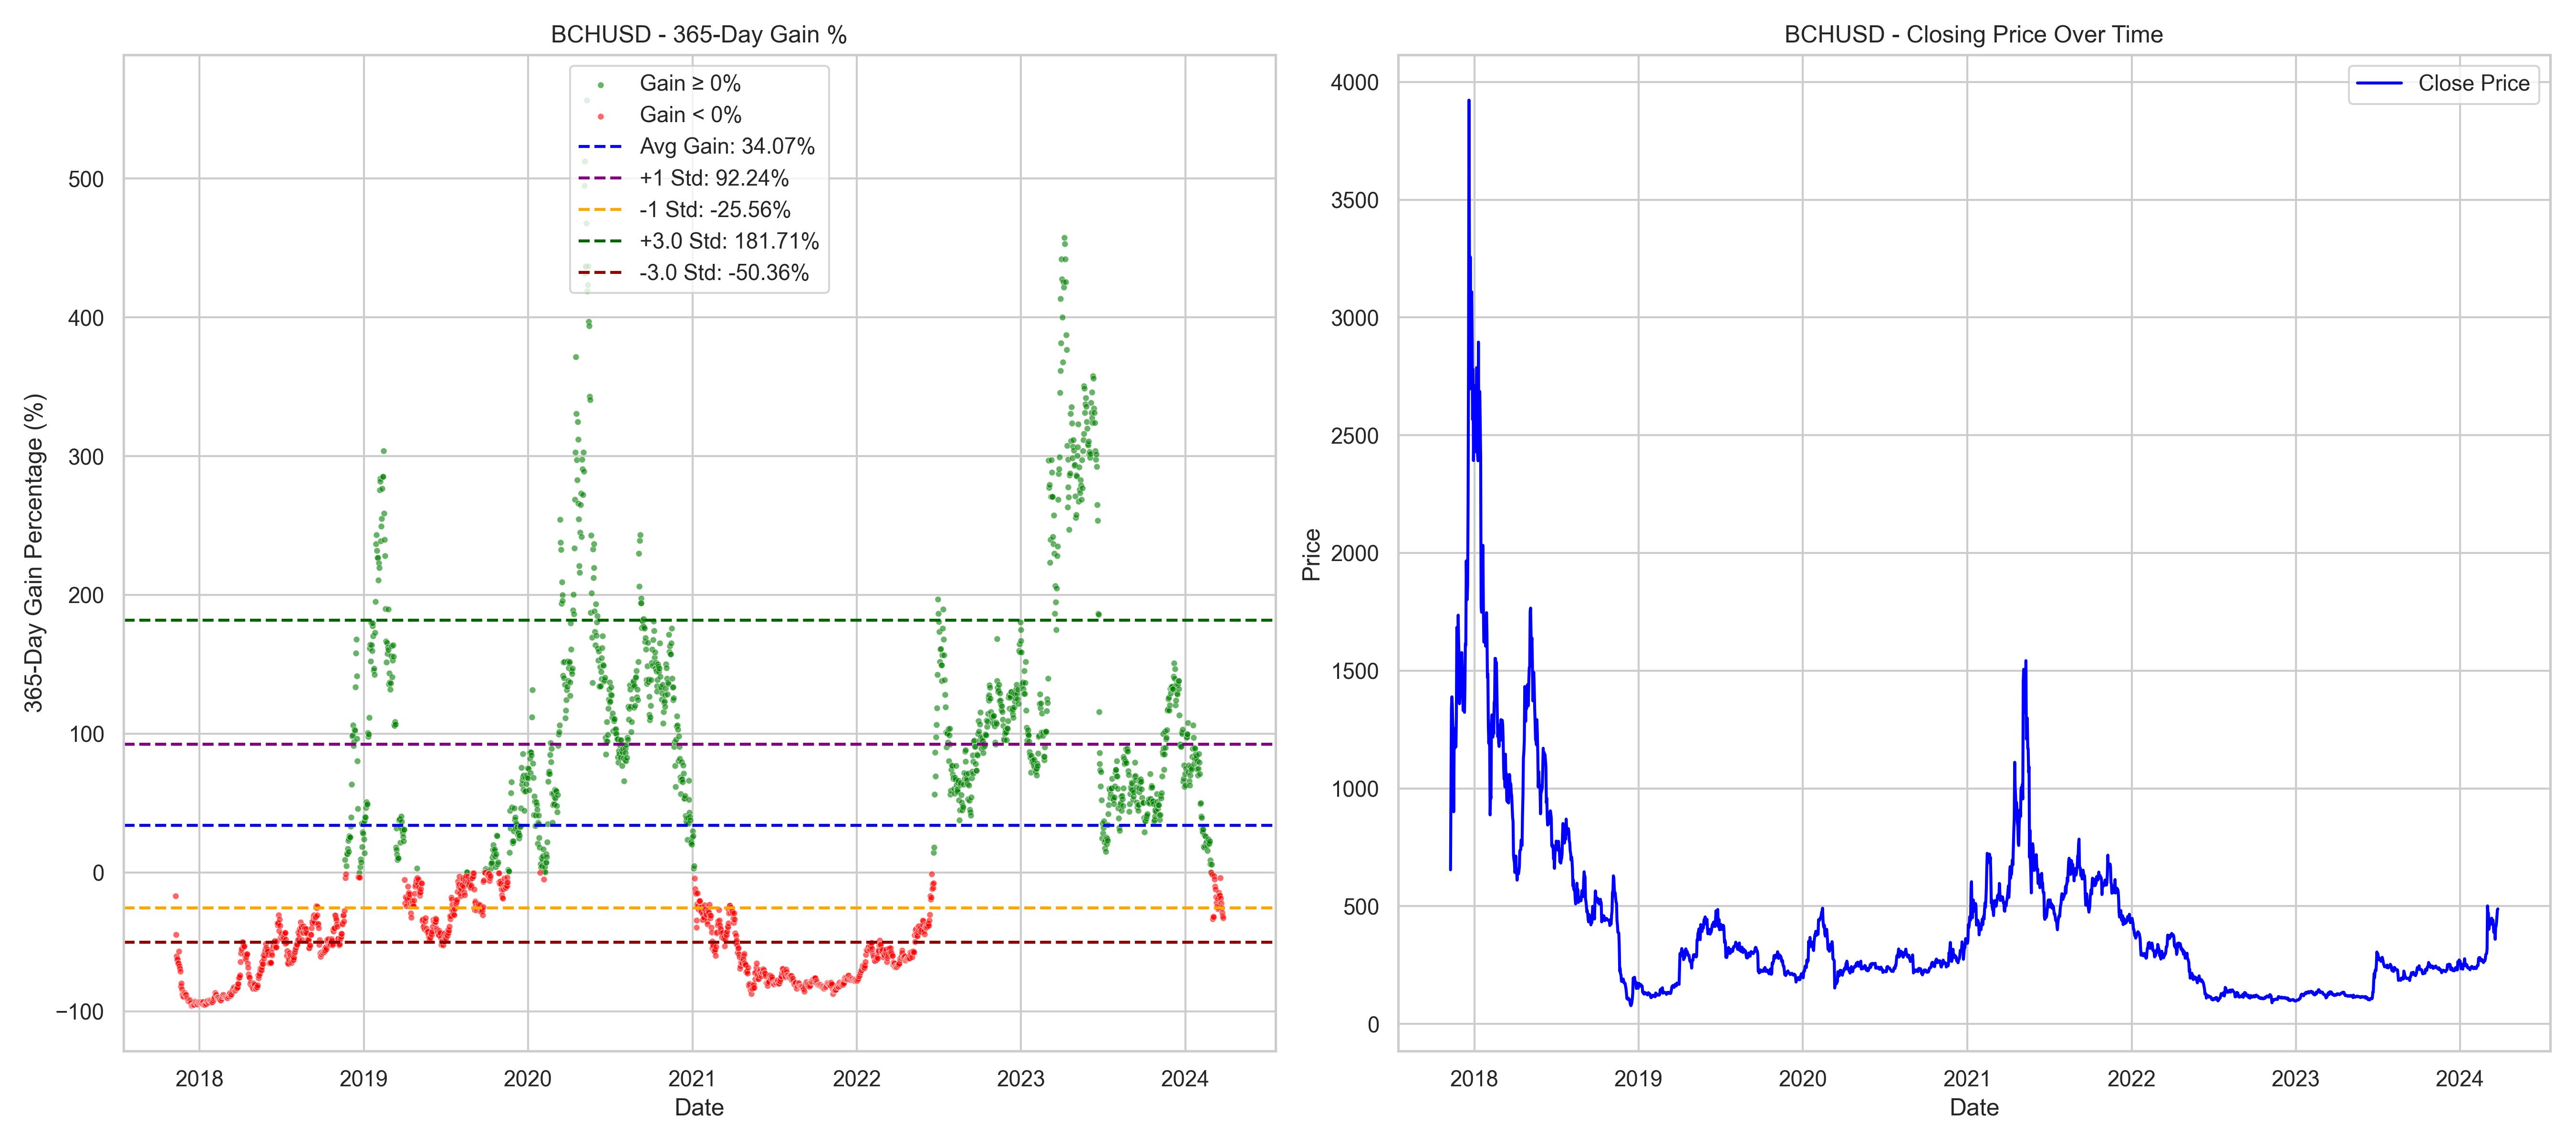 BCHUSD - 365-Day Gain %
365-Day Gain Percentage (%)
500
400
300
200
100
0
−100
Gain ≥ 0%
Gain < 0%
Avg Gain: 34.07%
+1 Std: 92.24%
-1 Std: -25.56%
+3.0 Std: 181.71%
-3.0 Std: -50.36%
2018 2019 2020 2021 2022 2023 2024
Date
BCHUSD - Closing Price Over Time
Price
4000
3500
3000
2500
2000
1500
1000
500
0
Close Price
2018 2019 2020 2021 2022 2023 2024
Date